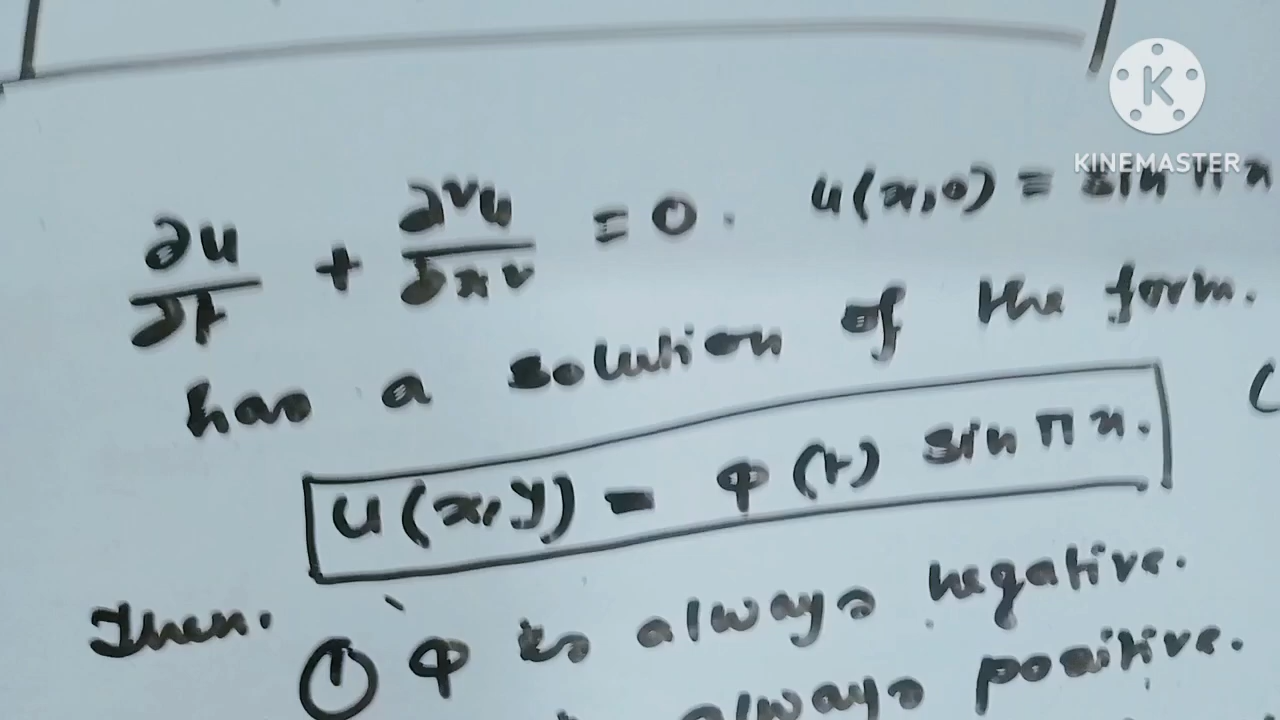 KINEMASTER
∂u/∂t + ∂²u/∂x² = 0. u(x,0) = sin πx
has a solution of the form.
u(x,y) = φ(t) sin πx.
Then.
① φ is always negative.
always positive.